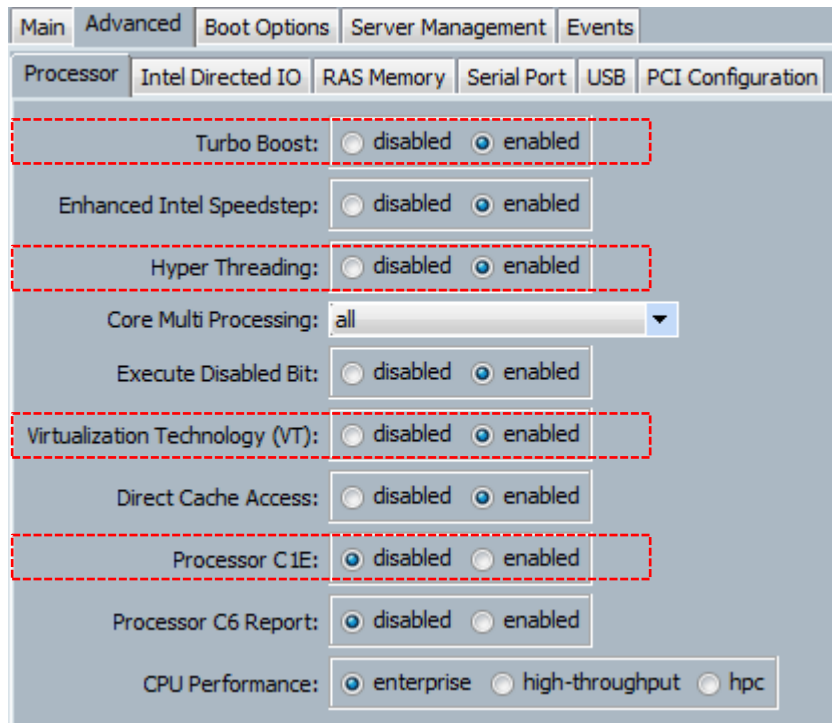 Main Advanced Boot Options Server Management Events
Processor Intel Directed IO RAS Memory Serial Port USB PCI Configuration
Turbo Boost: disabled enabled
Enhanced Intel Speedstep: disabled enabled
Hyper Threading: disabled enabled
Core Multi Processing: all
Execute Disabled Bit: disabled enabled
Virtualization Technology (VT): disabled enabled
Direct Cache Access: disabled enabled
Processor C1E: disabled enabled
Processor C6 Report: disabled enabled
CPU Performance: enterprise high-throughput hpc